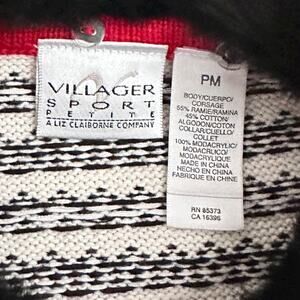 VILLAGER
SPORT
PETITE
A LIZ CLAIBORNE COMPANY
PM
BODY/CUERPO/
CORSAGE
55% RAMIE/RAMINA
45% COTTON/
ALGODON/COTON
COLLAR/CUELLO/
COLLET
100% MODACRYLIC/
MODACRILICO/
MODACRYLIQUE
MADE IN CHINA
HECHO EN CHINA
FABRIQUE EN CHINE
RN 85373
CA 16396